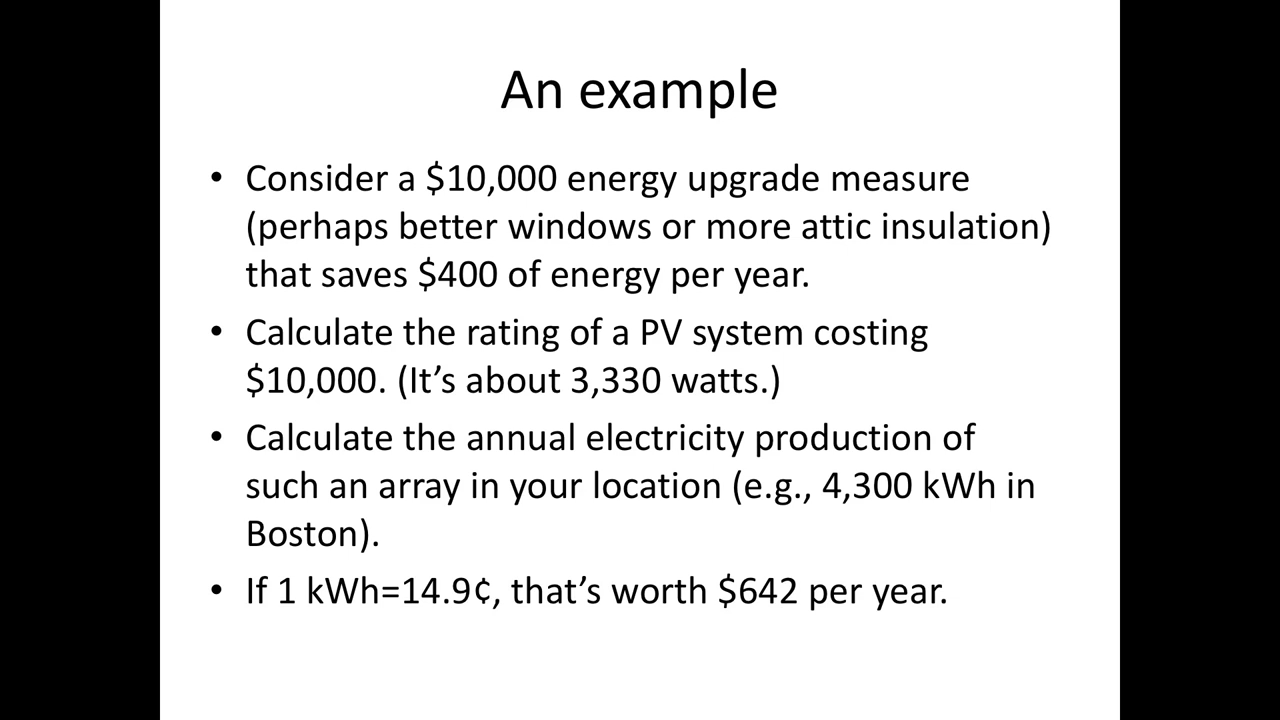 An example
• Consider a $10,000 energy upgrade measure
(perhaps better windows or more attic insulation)
that saves $400 of energy per year.
• Calculate the rating of a PV system costing
$10,000. (It’s about 3,330 watts.)
• Calculate the annual electricity production of
such an array in your location (e.g., 4,300 kWh in
Boston).
• If 1 kWh=14.9¢, that’s worth $642 per year.